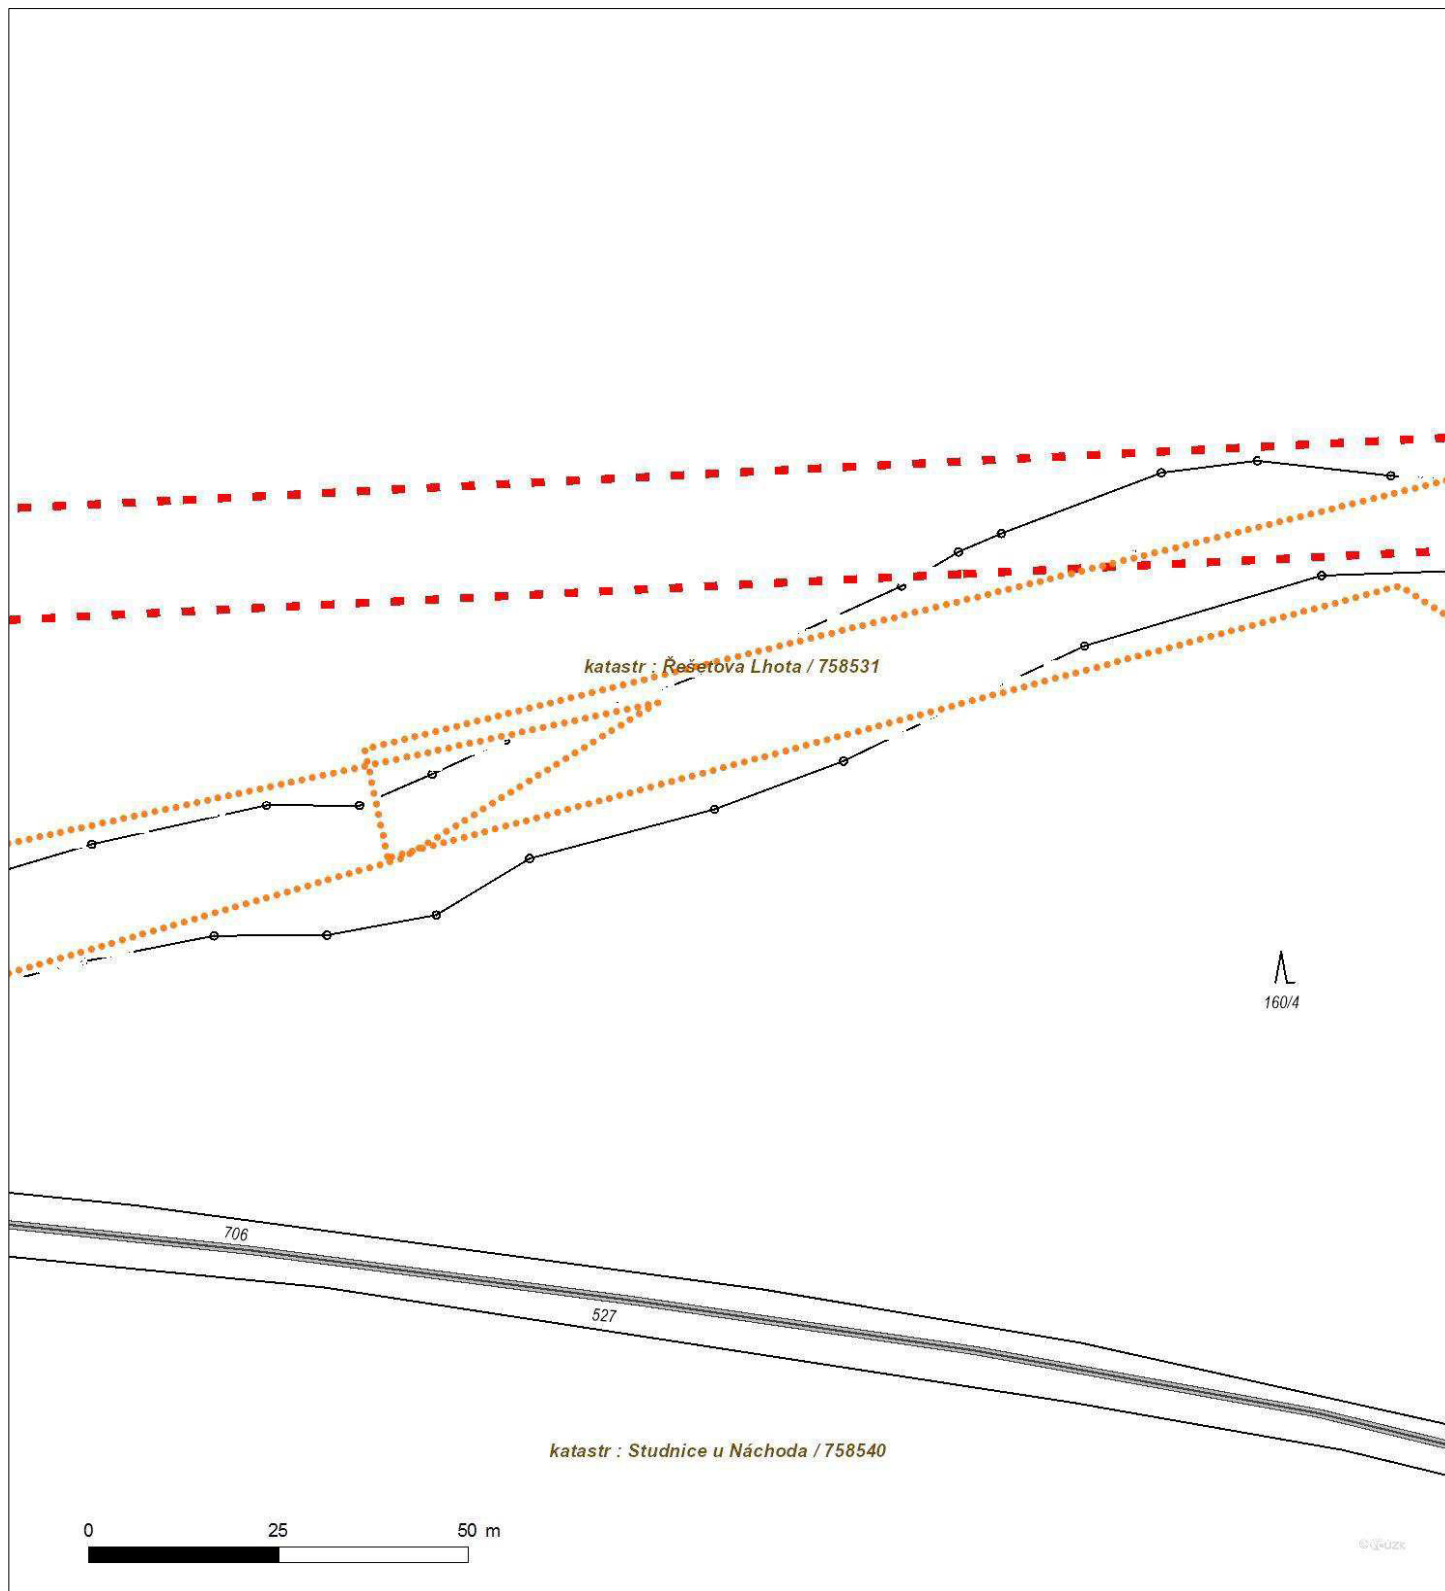 katastr : Řešetova Lhota / 758531
160/4
706
527
katastr : Studnice u Náchoda / 758540
0 25 50 m